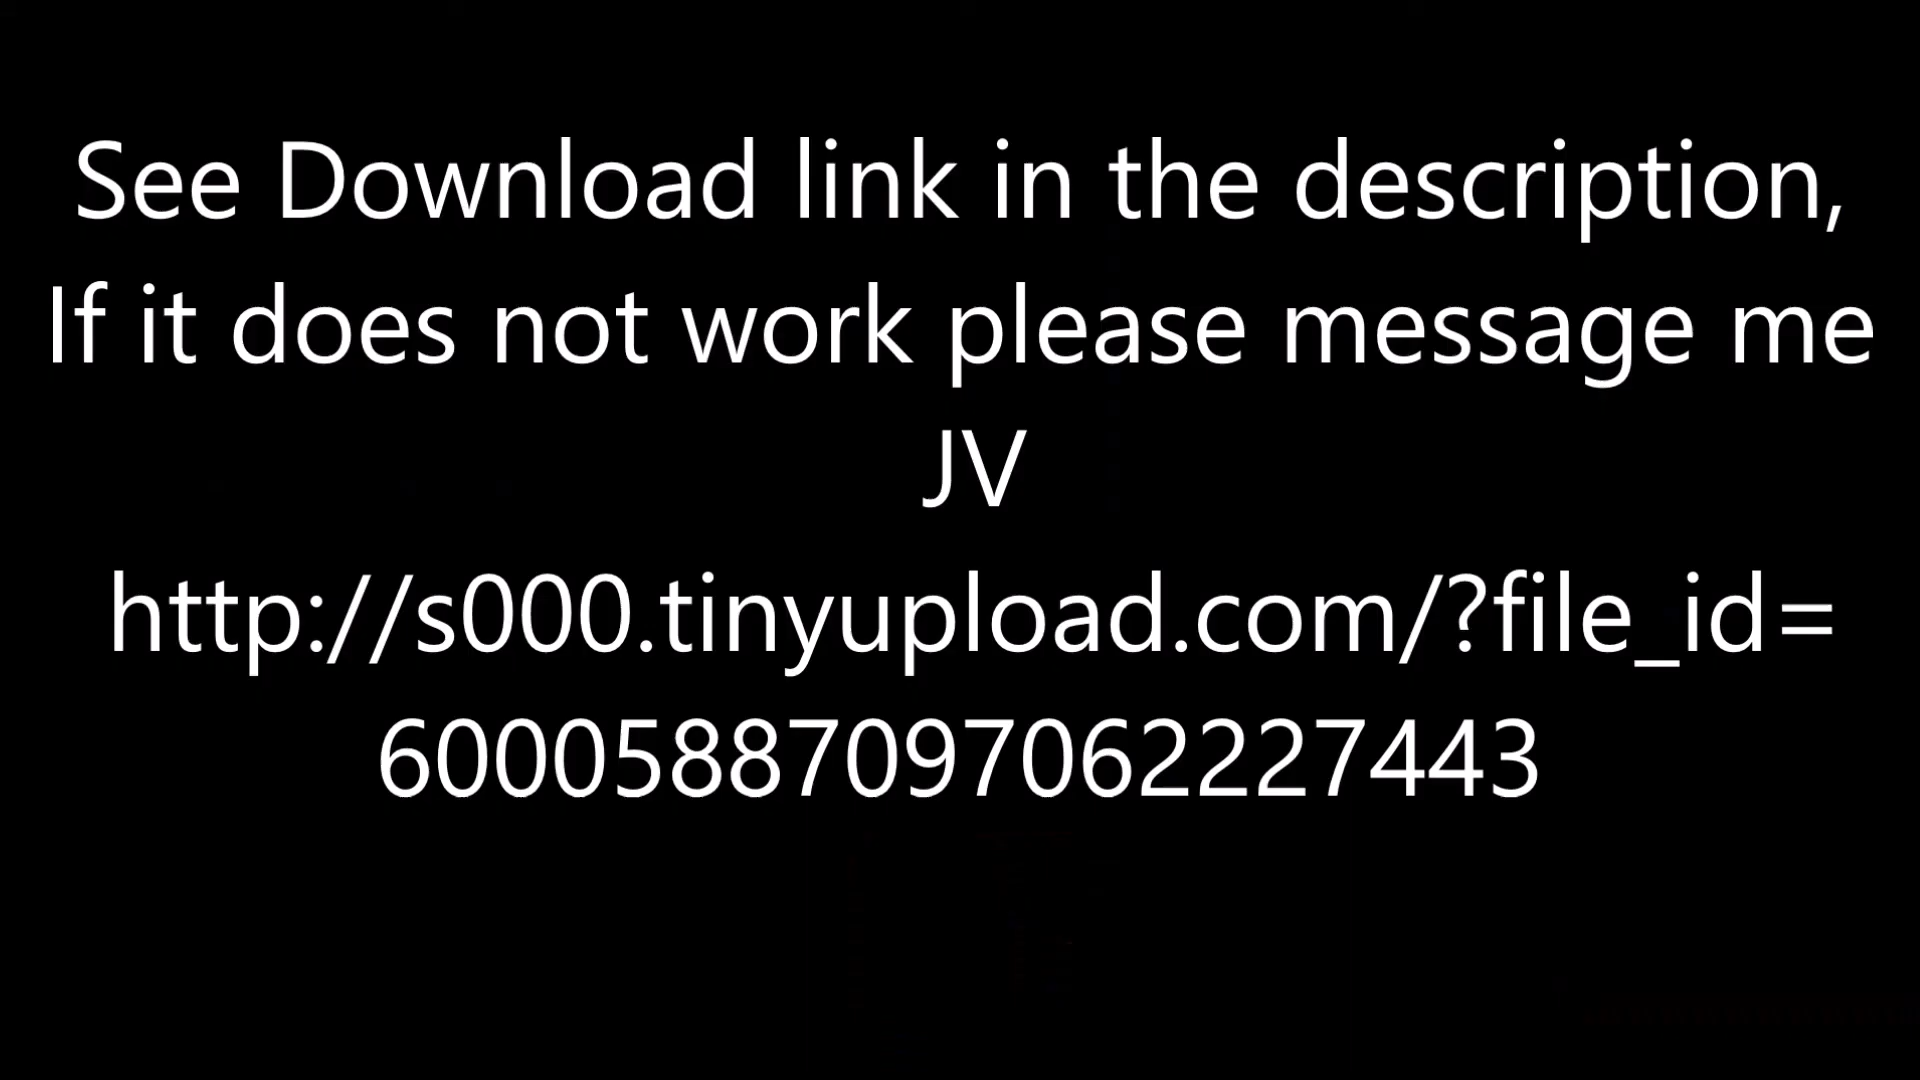 See Download link in the description,
If it does not work please message me
JV
http://s000.tinyupload.com/?file_id=
60005887097062227443